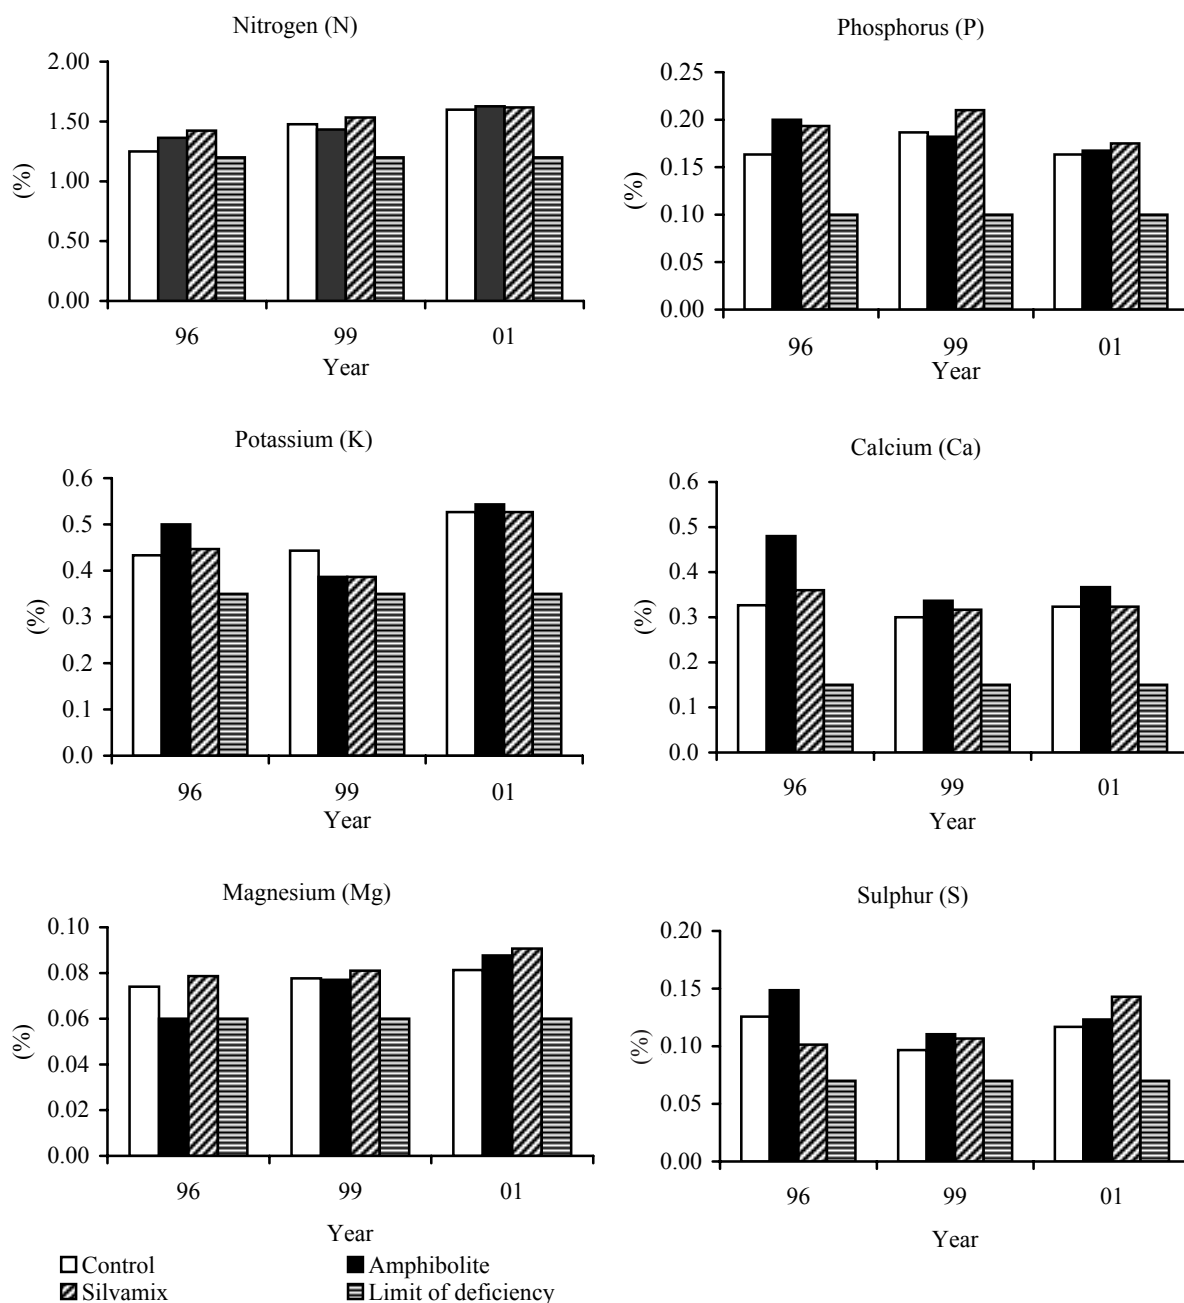 Nitrogen (N)
2.00
1.50
1.00
0.50
0.00
(%)
96 99 01
Year
Phosphorus (P)
0.25
0.20
0.15
0.10
0.05
0.00
(%)
96 99 01
Year
Potassium (K)
0.6
0.5
0.4
0.3
0.2
0.1
0.0
(%)
96 99 01
Year
Calcium (Ca)
0.6
0.5
0.4
0.3
0.2
0.1
0.0
(%)
96 99 01
Year
Magnesium (Mg)
0.10
0.08
0.06
0.04
0.02
0.00
(%)
96 99 01
Year
Sulphur (S)
0.20
0.15
0.10
0.05
0.00
(%)
96 99 01
Year
Control Amphibolite
Silvamix Limit of deficiency